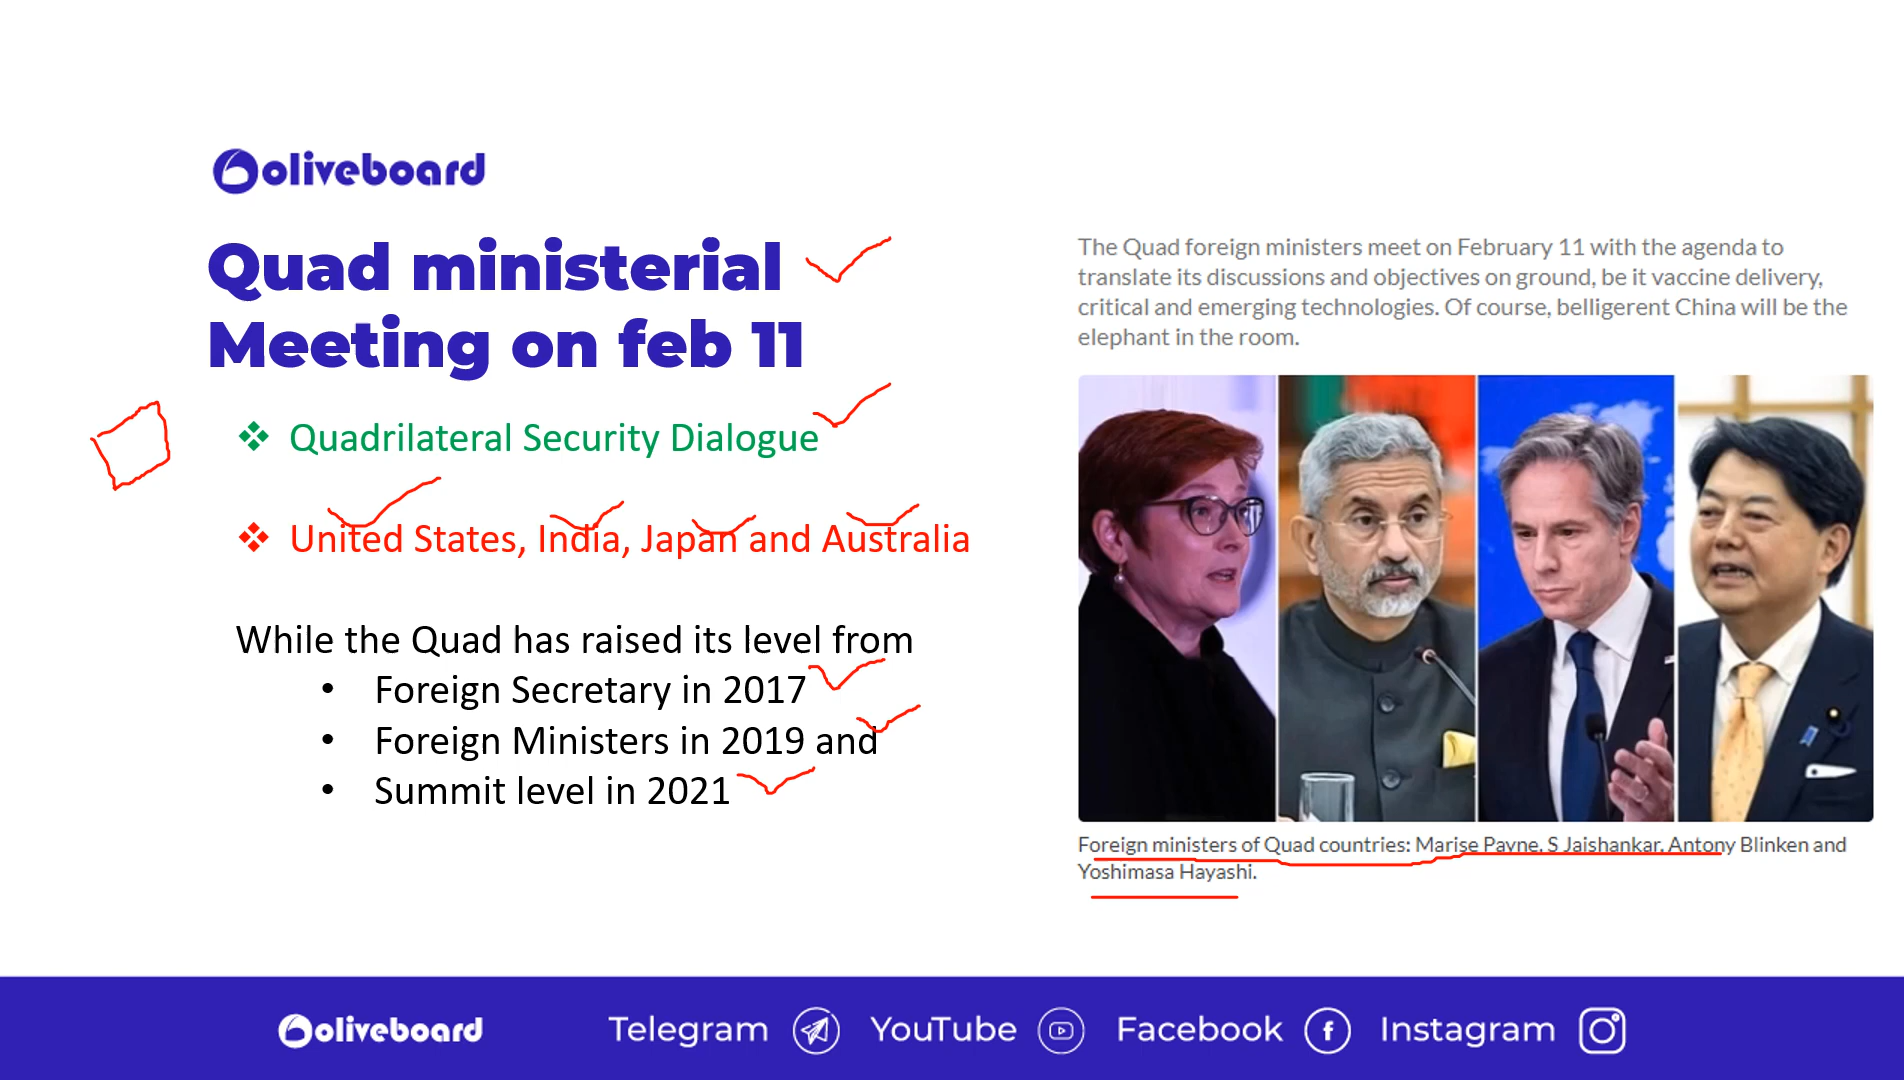 oliveboard
Quad ministerial
Meeting on feb 11
Quadrilateral Security Dialogue
United States, India, Japan and Australia
While the Quad has raised its level from
• Foreign Secretary in 2017
• Foreign Ministers in 2019 and
• Summit level in 2021
The Quad foreign ministers meet on February 11 with the agenda to
translate its discussions and objectives on ground, be it vaccine delivery,
critical and emerging technologies. Of course, belligerent China will be the
elephant in the room.
Foreign ministers of Quad countries: Marise Payne, S Jaishankar, Antony Blinken and
Yoshimasa Hayashi.
oliveboard Telegram YouTube Facebook Instagram